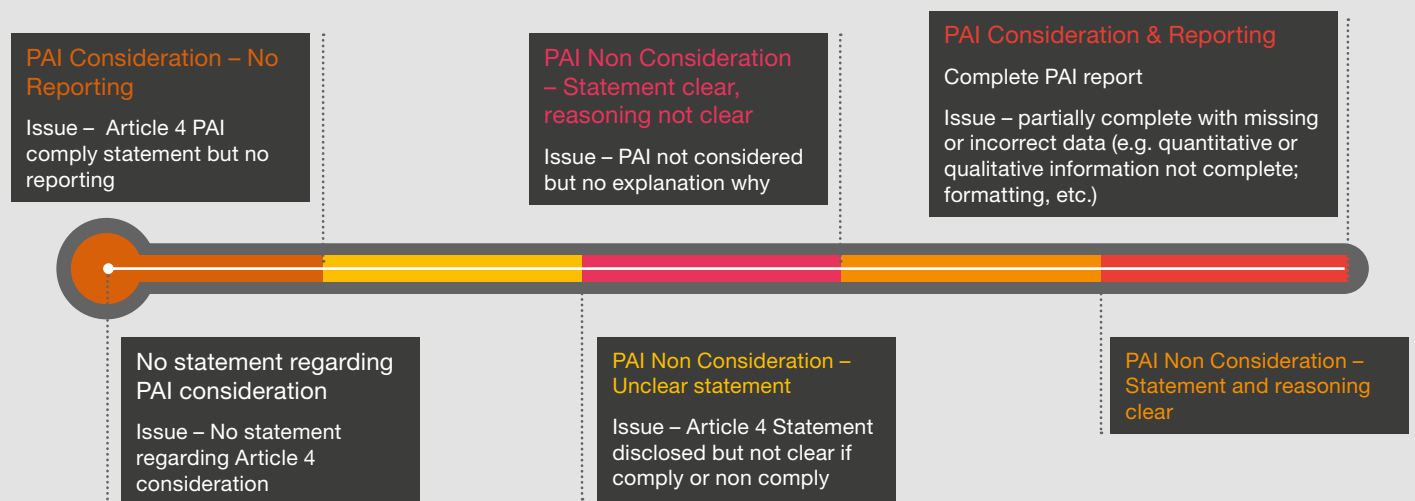 PAI Consideration – No
Reporting
Issue –  Article 4 PAI
comply statement but no
reporting
PAI Non Consideration
– Statement clear,
reasoning not clear
Issue – PAI not considered
but no explanation why
PAI Consideration & Reporting
Complete PAI report
Issue – partially complete with missing
or incorrect data (e.g. quantitative or
qualitative information not complete;
formatting, etc.)
No statement regarding
PAI consideration
Issue – No statement
regarding Article 4
consideration
PAI Non Consideration –
Unclear statement
Issue – Article 4 Statement
disclosed but not clear if
comply or non comply
PAI Non Consideration –
Statement and reasoning
clear